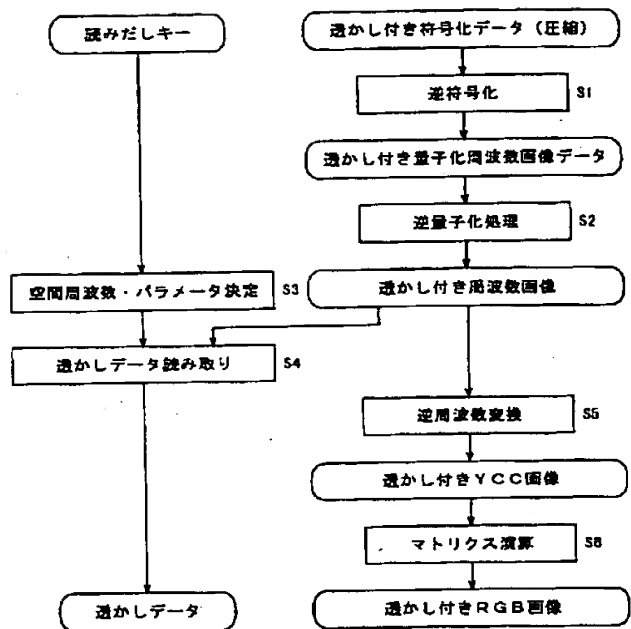 読みだしキー
透かし付き符号化データ（圧縮）
逆符号化 S1
透かし付き量子化周波数画像データ
逆量子化処理 S2
空間周波数・パラメータ決定 S3
透かし付き周波数画像
透かしデータ読み取り S4
逆周波数変換 S5
透かし付きYCC画像
マトリクス演算 S6
透かしデータ
透かし付きRGB画像